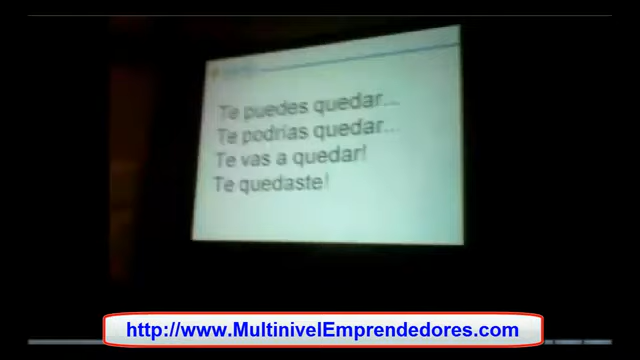 Te puedes quedar...
Te podrías quedar...
Te vas a quedar!
Te quedaste!
http://www.MultinivelEmprendedores.com